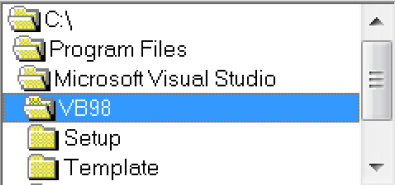 C:\
Program Files
Microsoft Visual Studio
VB98
Setup
Template